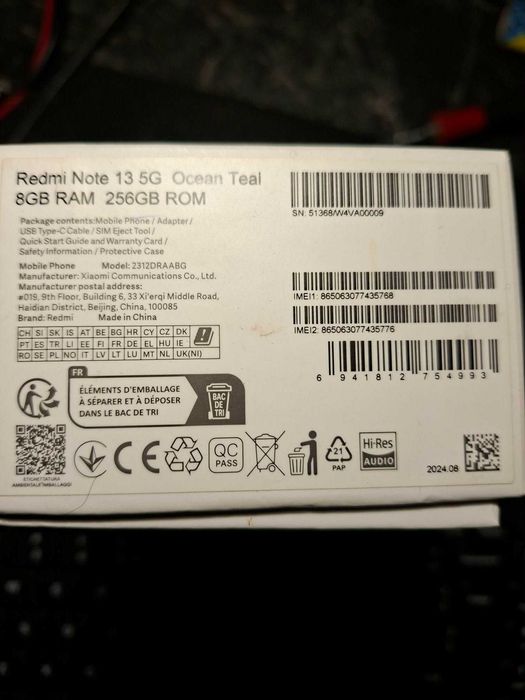 Redmi Note 13 5G Ocean Teal
8GB RAM 256GB ROM
Package contents:Mobile Phone / Adapter /
USB Type-C Cable / SIM Eject Tool /
Quick Start Guide and Warranty Card /
Safety Information / Protective Case
Mobile Phone Model: 2312DRAABG
Manufacturer: Xiaomi Communications Co., Ltd.
Manufacturer postal address:
#019, 9th Floor, Building 6, 33 Xi'erqi Middle Road,
Haidian District, Beijing, China, 100085
Brand: Redmi Made in China
CH SI SK IS AT BE BG HR CY CZ DK
PT ES TR LI EE FI FR DE EL HU IE
RO SE PL NO IT LV LT LU MT NL UK(NI)
SN: 51368/W4VA00009
IMEI1: 865063077435768
IMEI2: 865063077435776
6 941812 754993
FR
ÉLÉMENTS D'EMBALLAGE
À SÉPARER ET À DÉPOSER
DANS LE BAC DE TRI
BAC
DE
TRI
ETICHETTATURA
AMBIENTALE IMBALLAGGI
CE
QC
PASS
21
PAP
Hi-Res
AUDIO
2024.08